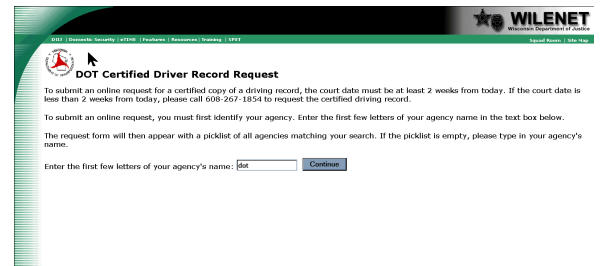 WILENET
Wisconsin Department of Justice
DOJ | Domestic Security | eTIME | Features | Resources | Training | SPIT
Squad Room | Site Map
DOT Certified Driver Record Request
To submit an online request for a certified copy of a driving record, the court date must be at least 2 weeks from today. If the court date is
less than 2 weeks from today, please call 608-267-1854 to request the certified driving record.
To submit an online request, you must first identify your agency. Enter the first few letters of your agency name in the text box below.
The request form will then appear with a picklist of all agencies matching your search. If the picklist is empty, please type in your agency's
name.
Enter the first few letters of your agency's name: dot Continue